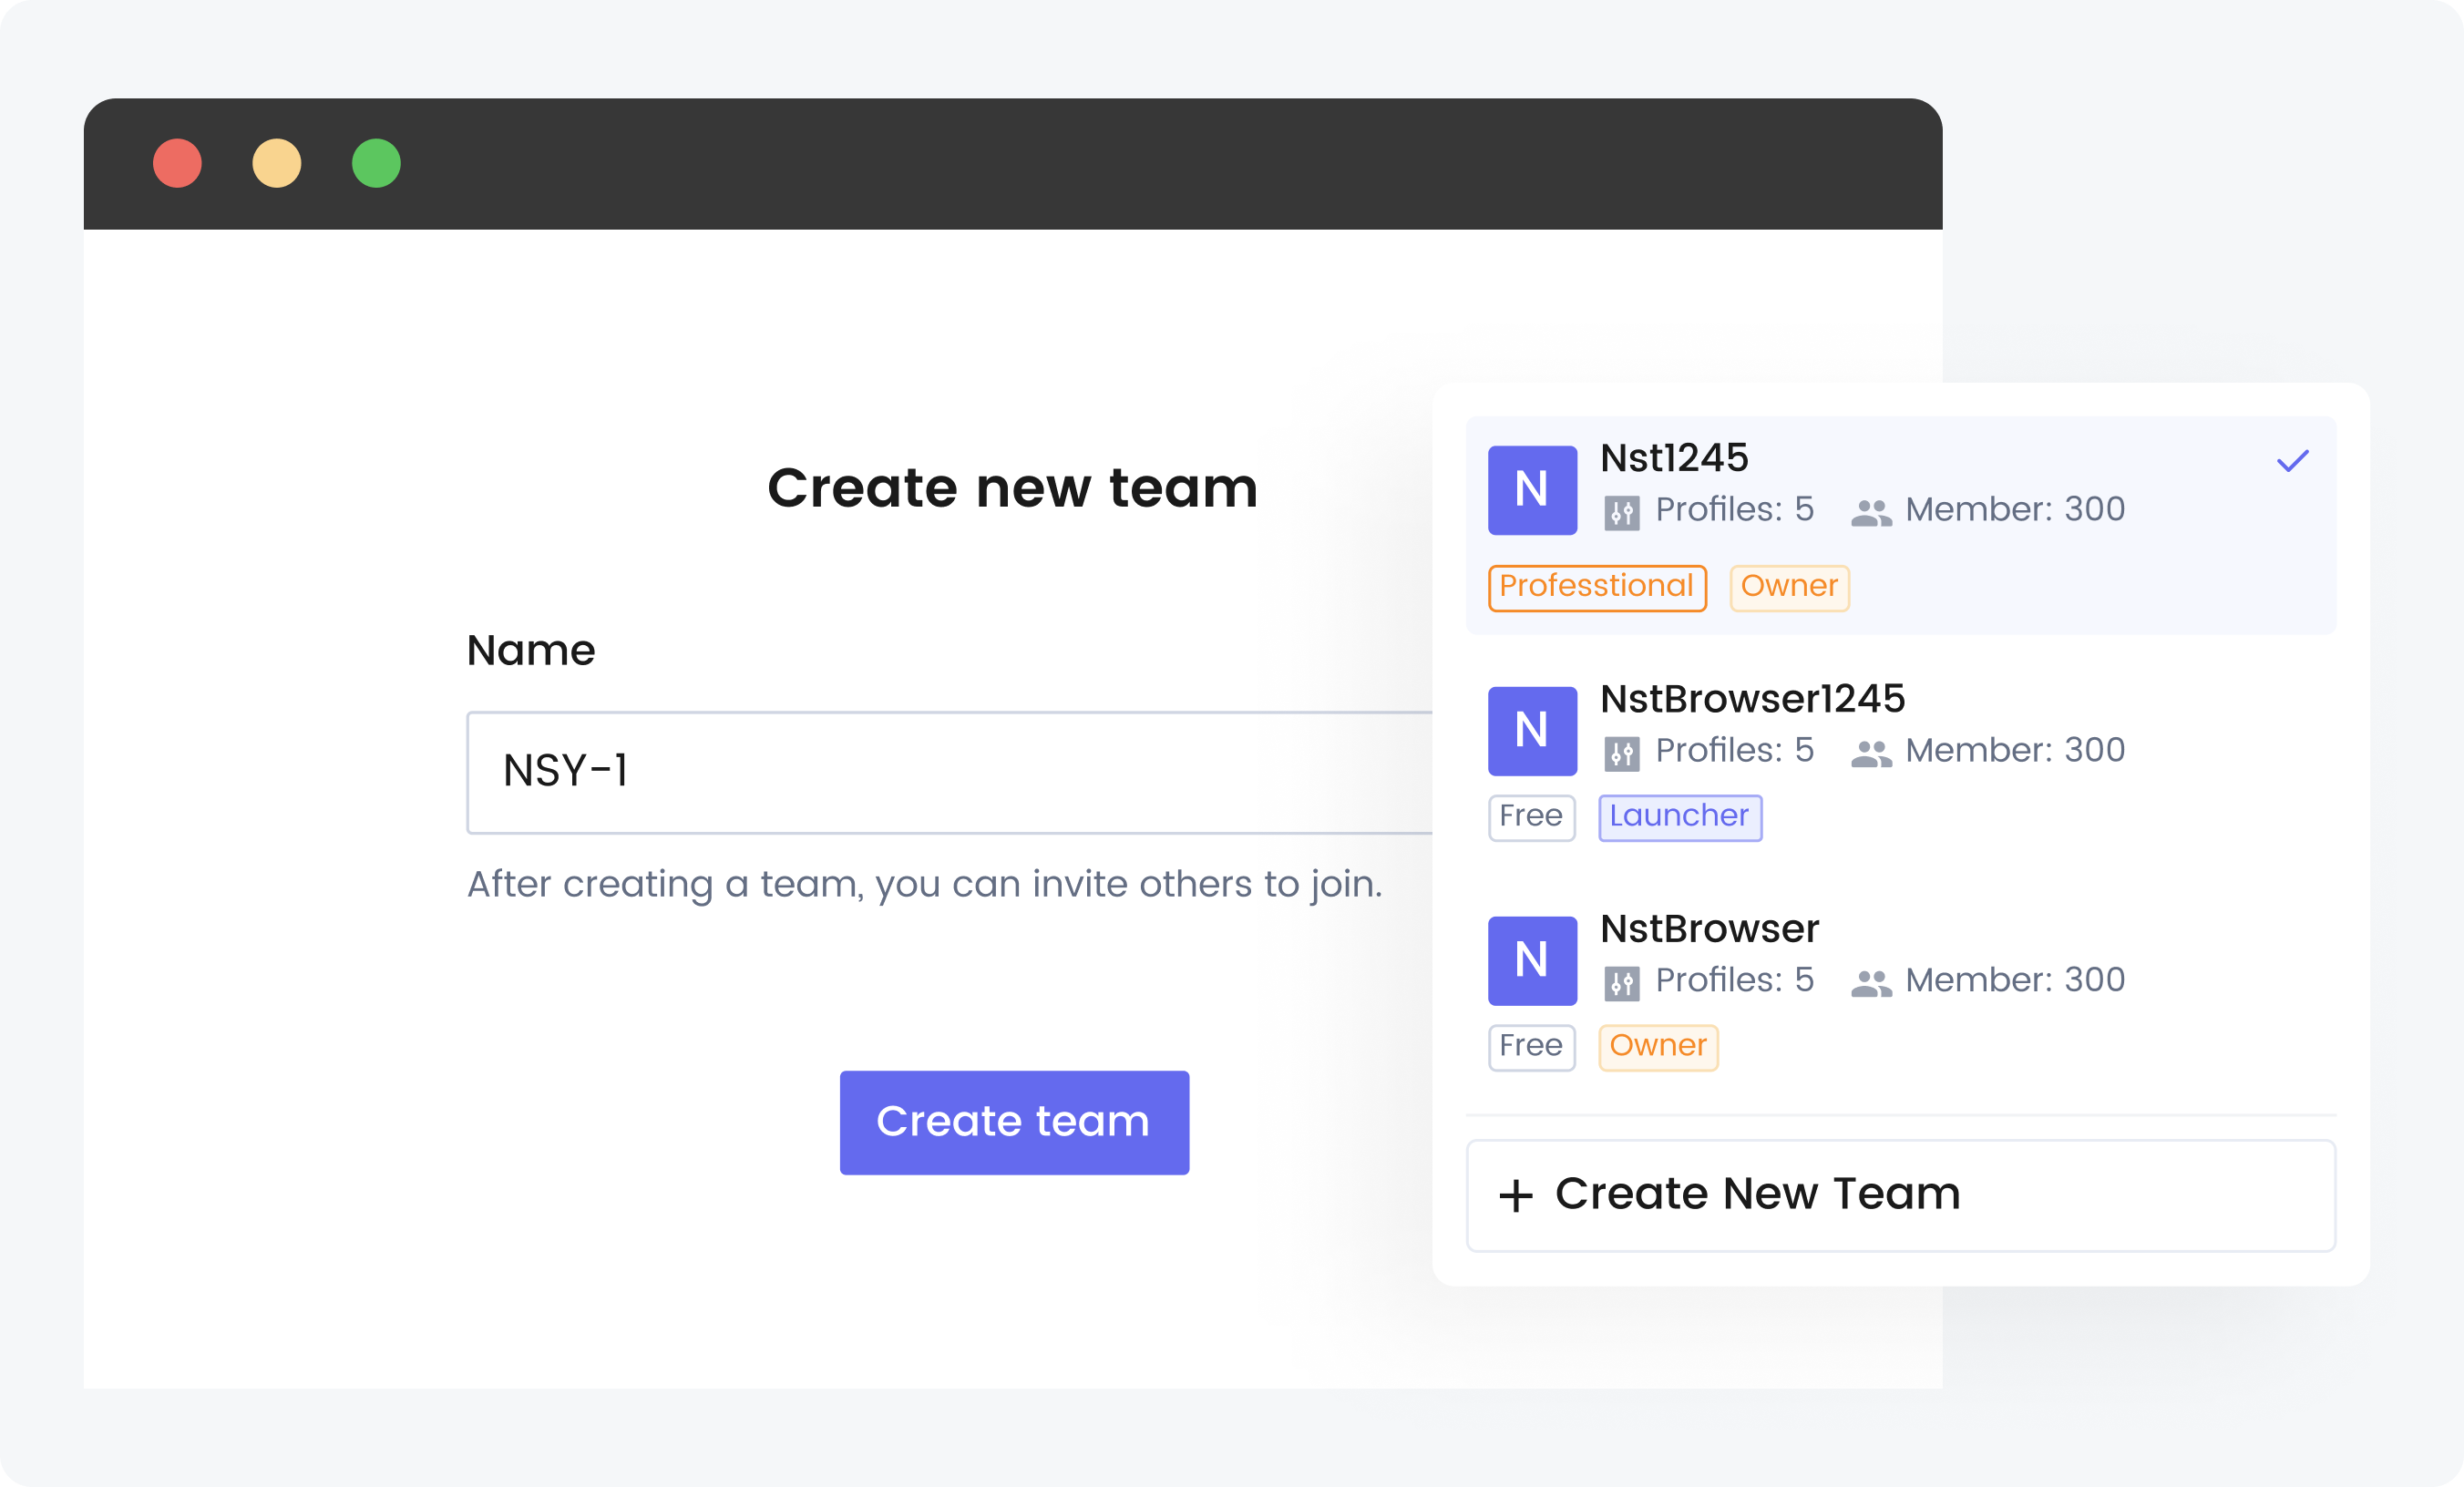 Create new team
Name
NSY-1
After creating a team, you can invite others to join.
Create team
N
Nst1245
Profiles: 5 Member: 300
Professtional Owner
N
NstBrowser1245
Profiles: 5 Member: 300
Free Launcher
N
NstBrowser
Profiles: 5 Member: 300
Free Owner
+ Create New Team